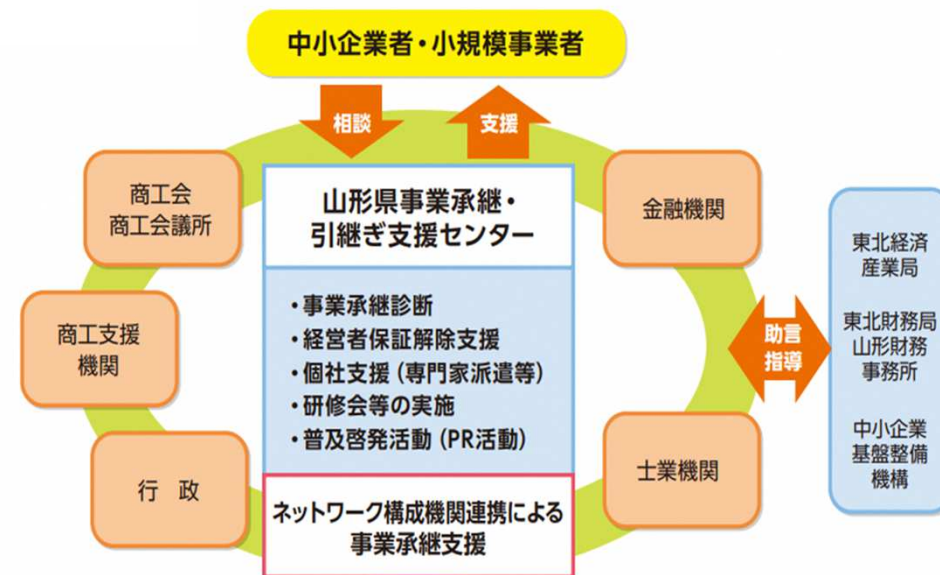 中小企業者・小規模事業者
相談
支援
商工会
商工会議所
山形県事業承継・
引継ぎ支援センター
金融機関
商工支援
機関
・事業承継診断
・経営者保証解除支援
・個社支援（専門家派遣等）
・研修会等の実施
・普及啓発活動（PR活動）
助言
指導
東北経済
産業局
東北財務局
山形財務
事務所
中小企業
基盤整備
機構
行　政
士業機関
ネットワーク構成機関連携による
事業承継支援